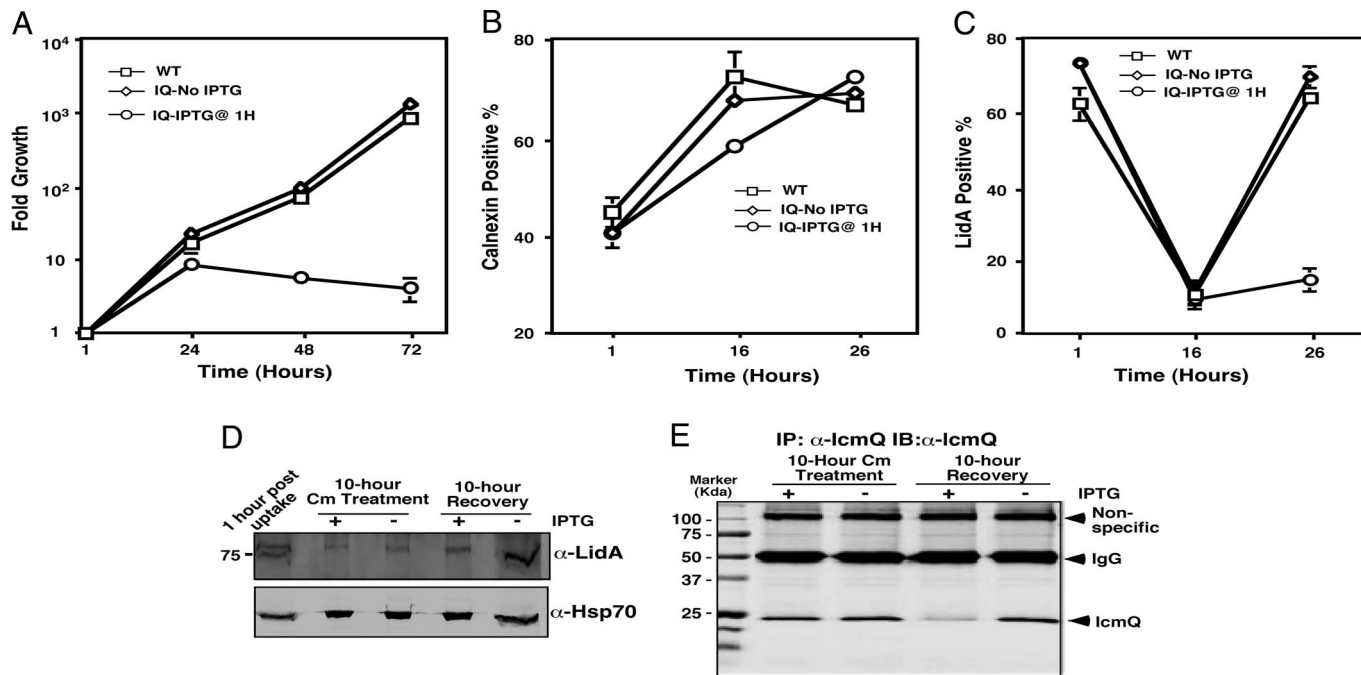 A
Fold Growth
10⁴
10³
10²
10
1
WT
IQ-No IPTG
IQ-IPTG@ 1H
1 24 48 72
Time (Hours)
B
Calnexin Positive %
80
60
40
20
WT
IQ-No IPTG
IQ-IPTG@ 1H
1 16 26
Time (Hours)
C
LidA Positive %
80
60
40
20
0
WT
IQ-No IPTG
IQ-IPTG@ 1H
1 16 26
Time (Hours)
D
1 hour post
uptake
10-hour
Cm Treatment
10-hour
Recovery
+ - + - IPTG
75
α-LidA
α-Hsp70
E
IP: α-IcmQ IB:α-IcmQ
Marker
(Kda)
10-Hour Cm
Treatment
10-hour
Recovery
+ - + - IPTG
100 -
75 -
50 -
37 -
25 -
Non-
specific
IgG
IcmQ